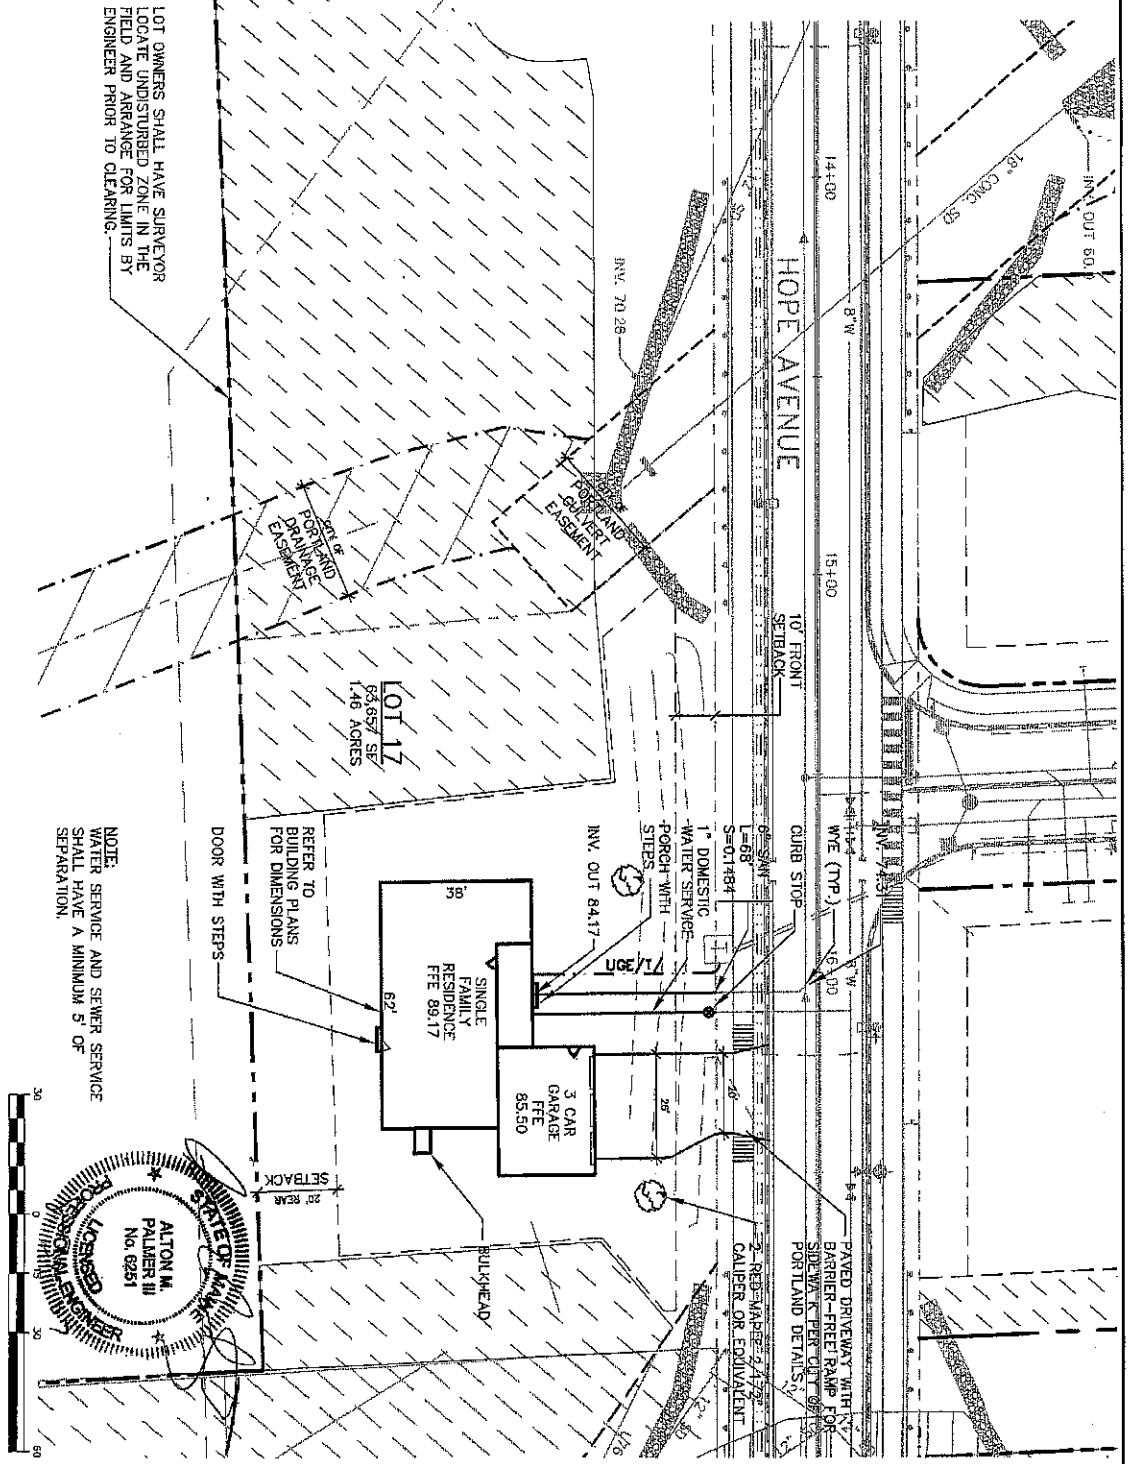 LOT OWNERS SHALL HAVE SURVEYOR
LOCATE UNDISTURBED ZONE IN THE
FIELD AND ARRANGE FOR LIMITS BY
ENGINEER PRIOR TO CLEARING.
14+00
HOPE AVENUE
8"W
18" CONC. SD
INV. OUT 60.
INV. 70.26
CITY OF
PORTLAND
CULVERT
EASEMENT
CITY OF
PORTLAND
DRAINAGE
EASEMENT
15+00
10' FRONT
SETBACK
LOT 17
63,657 SF
1.46 ACRES
WYE (TYP.)
16+00
8"W
CURB STOP
L=68'
S=0.1484
1" DOMESTIC
WATER SERVICE
PORCH WITH
STEPS
INV. OUT 84.17
UGE/T/
REFER TO
BUILDING PLANS
FOR DIMENSIONS
DOOR WITH STEPS
38'
62'
SINGLE
FAMILY
RESIDENCE
FFE 89.17
3 CAR
GARAGE
FFE
85.50
26'
20'
PAVED DRIVEWAY WITH
BARRIER-FREE RAMP FOR
SIDEWALK PER CITY OF
PORTLAND DETAILS
2-RED MAPLE 2-1/2"
CALIPER OR EQUIVALENT
BULKHEAD
20' REAR
SETBACK
NOTE:
WATER SERVICE AND SEWER SERVICE
SHALL HAVE A MINIMUM 5' OF
SEPARATION.
STATE OF MAINE
ALTON M.
PALMER III
No. 6251
LICENSED
PROFESSIONAL ENGINEER
30
0
15
30
60